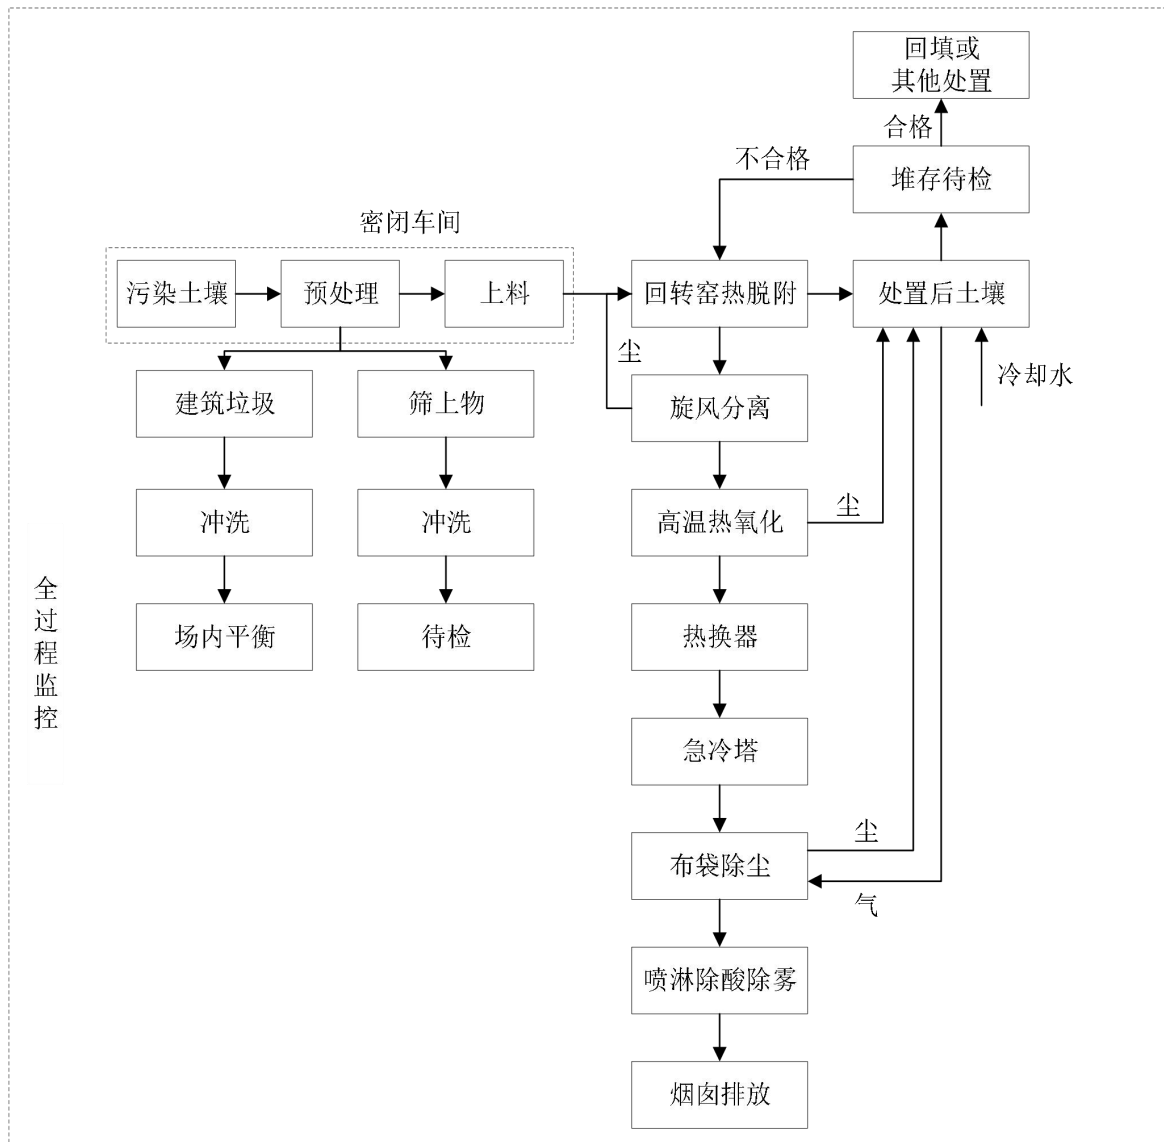 回填或
其他处置
合格
不合格
堆存待检
密闭车间
污染土壤
预处理
上料
回转窑热脱附
处置后土壤
尘
冷却水
建筑垃圾
筛上物
旋风分离
冲洗
冲洗
高温热氧化
尘
全过程监控
场内平衡
待检
热换器
急冷塔
尘
布袋除尘
气
喷淋除酸除雾
烟囱排放